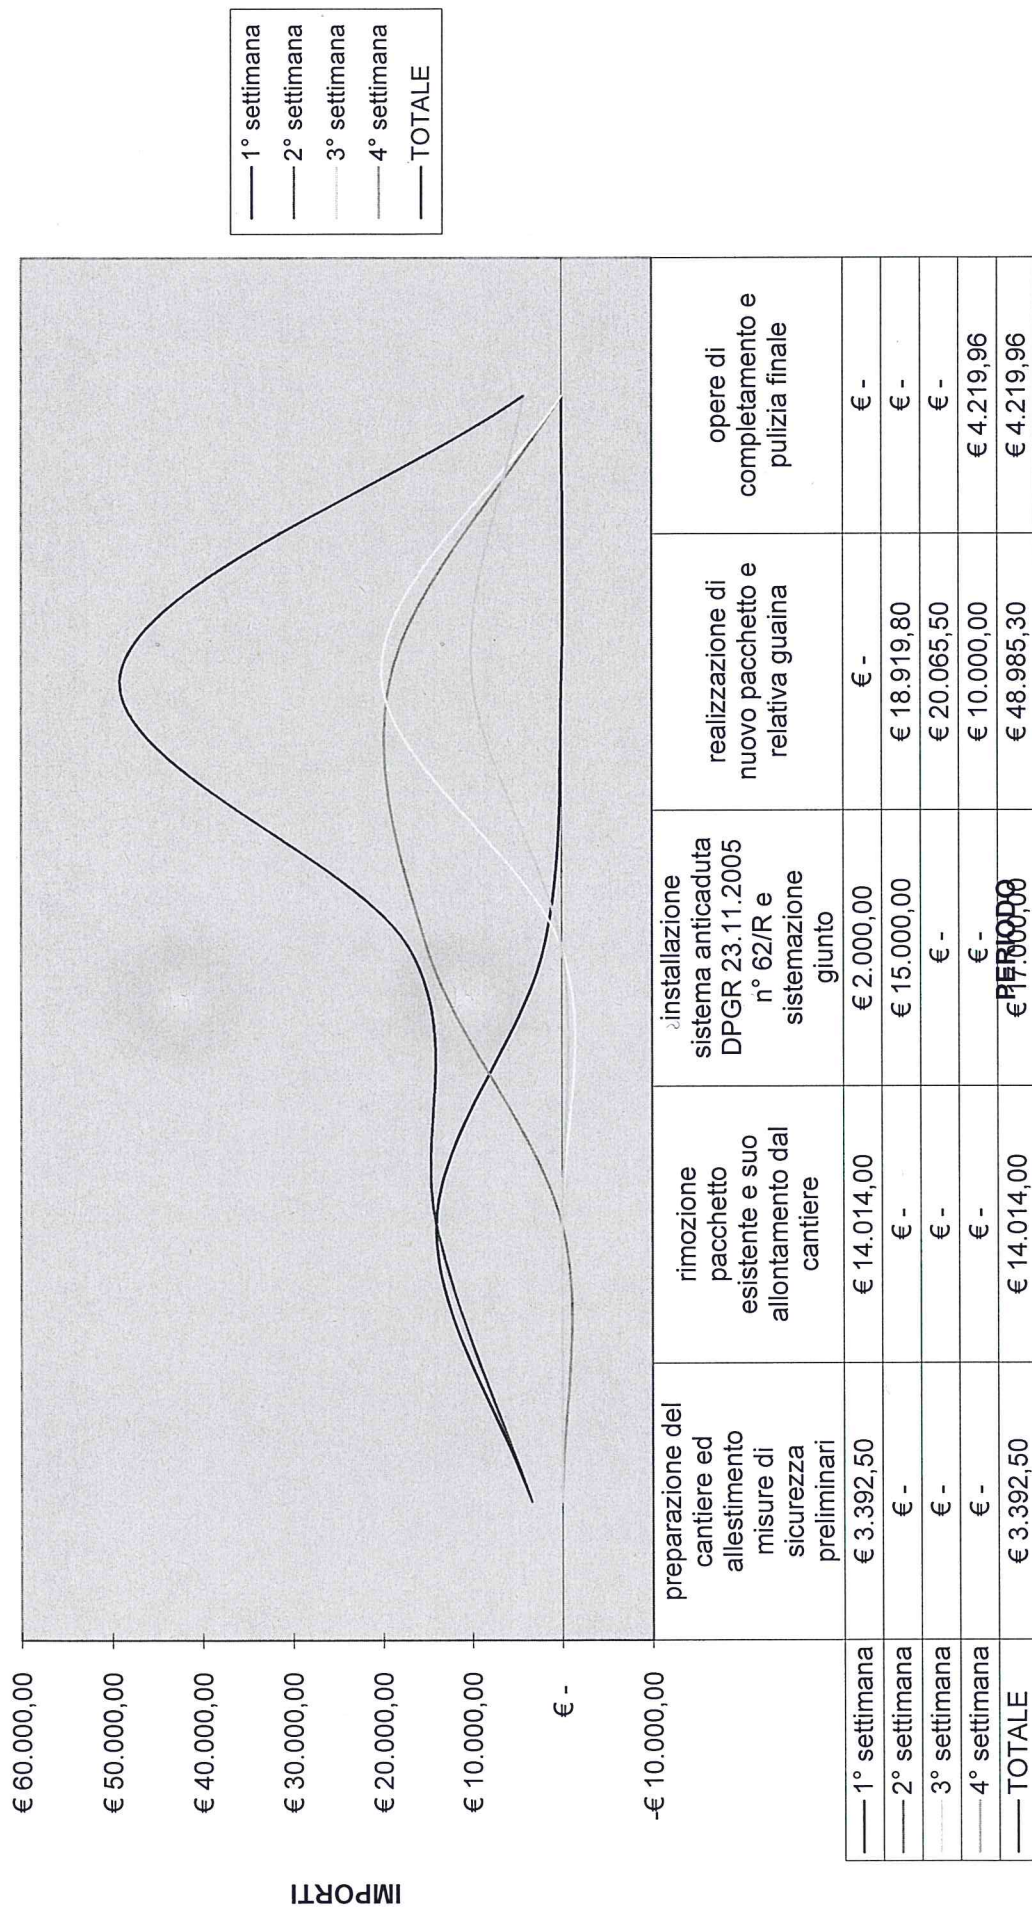 € 60.000,00
€ 50.000,00
€ 40.000,00
€ 30.000,00
€ 20.000,00
€ 10.000,00
€ -
-€ 10.000,00
IMPORTI
1° settimana
2° settimana
3° settimana
4° settimana
TOTALE
preparazione del
cantiere ed
allestimento
misure di
sicurezza
preliminari
rimozione
pacchetto
esistente e suo
allontamento dal
cantiere
installazione
sistema anticaduta
DPGR 23.11.2005
n° 62/R e
sistemazione
giunto
realizzazione di
nuovo pacchetto e
relativa guaina
opere di
completamento e
pulizia finale
1° settimana € 3.392,50 € 14.014,00 € 2.000,00 € - € -
2° settimana € - € - € 15.000,00 € 18.919,80 € -
3° settimana € - € - € - € 20.065,50 € -
4° settimana € - € - € - € 10.000,00 € 4.219,96
TOTALE € 3.392,50 € 14.014,00 € 17.000,00 € 48.985,30 € 4.219,96
PERIODO